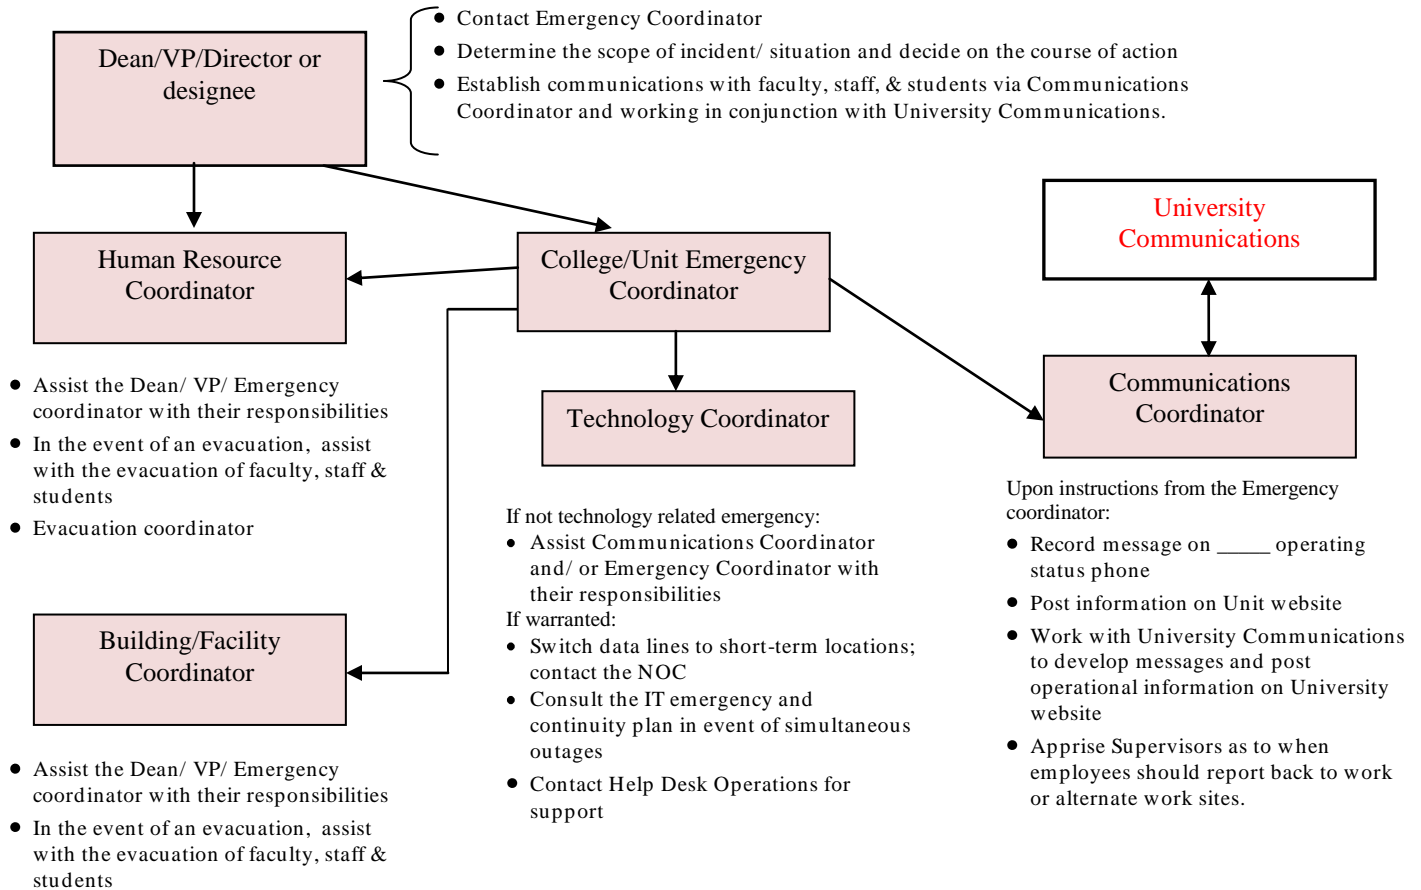 Dean/VP/Director or
designee
● Contact Emergency Coordinator
● Determine the scope of incident/ situation and decide on the course of action
● Establish communications with faculty, staff, & students via Communications
Coordinator and working in conjunction with University Communications.
University
Communications
Human Resource
Coordinator
College/Unit Emergency
Coordinator
Communications
Coordinator
Technology Coordinator
● Assist the Dean/ VP/ Emergency
coordinator with their responsibilities
● In the event of an evacuation, assist
with the evacuation of faculty, staff &
students
● Evacuation coordinator
Building/Facility
Coordinator
● Assist the Dean/ VP/ Emergency
coordinator with their responsibilities
● In the event of an evacuation, assist
with the evacuation of faculty, staff &
students
If not technology related emergency:
● Assist Communications Coordinator
and/ or Emergency Coordinator with
their responsibilities
If warranted:
● Switch data lines to short-term locations;
contact the NOC
● Consult the IT emergency and
continuity plan in event of simultaneous
outages
● Contact Help Desk Operations for
support
Upon instructions from the Emergency
coordinator:
● Record message on _____ operating
status phone
● Post information on Unit website
● Work with University Communications
to develop messages and post
operational information on University
website
● Apprise Supervisors as to when
employees should report back to work
or alternate work sites.